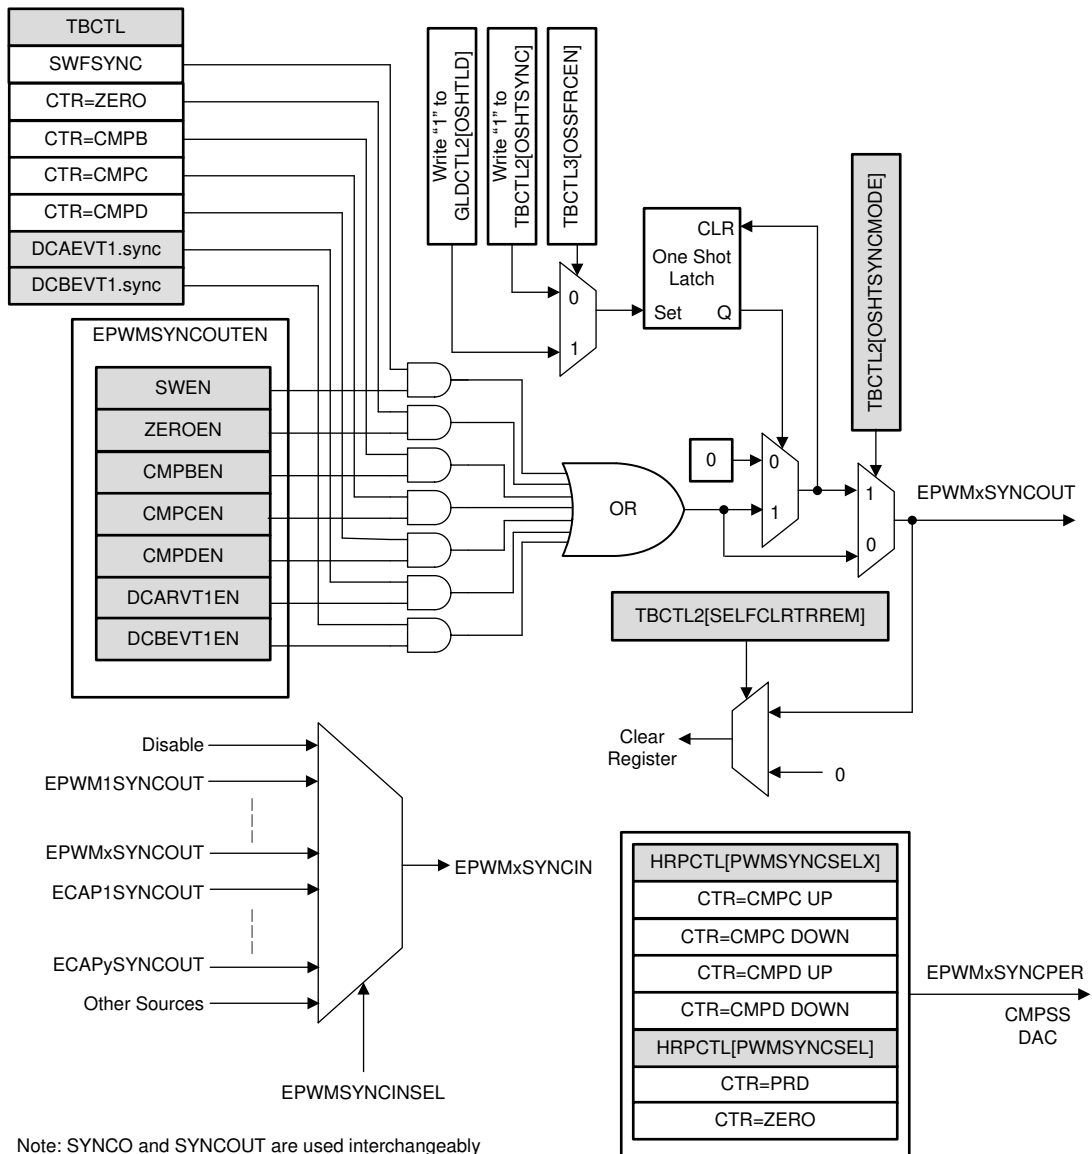 TBCTL
SWFSYNC
CTR=ZERO
CTR=CMPB
CTR=CMPC
CTR=CMPD
DCAEVT1.sync
DCBEVT1.sync
EPWMSYNCOUTEN
SWEN
ZEROEN
CMPBEN
CMPCEN
CMPDEN
DCARVT1EN
DCBEVT1EN
Write “1” to
GLDCTL2[OSHTLD]
Write “1” to
TBCTL2[OSHTSYNC]
TBCTL3[OSSFRCEN]
0
1
CLR
One Shot
Latch
Set Q
TBCTL2[OSHTSYNCMODE]
OR
0
0
1
1
0
EPWMxSYNCOUT
TBCTL2[SELFCLRTRREM]
Clear
Register
0
Disable
EPWM1SYNCOUT
EPWMxSYNCOUT
ECAP1SYNCOUT
ECAPySYNCOUT
Other Sources
EPWMxSYNCIN
EPWMSYNCINSEL
HRPCTL[PWMSYNCSELX]
CTR=CMPC UP
CTR=CMPC DOWN
CTR=CMPD UP
CTR=CMPD DOWN
HRPCTL[PWMSYNCSEL]
CTR=PRD
CTR=ZERO
EPWMxSYNCPER
CMPSS
DAC
Note: SYNCO and SYNCOUT are used interchangeably